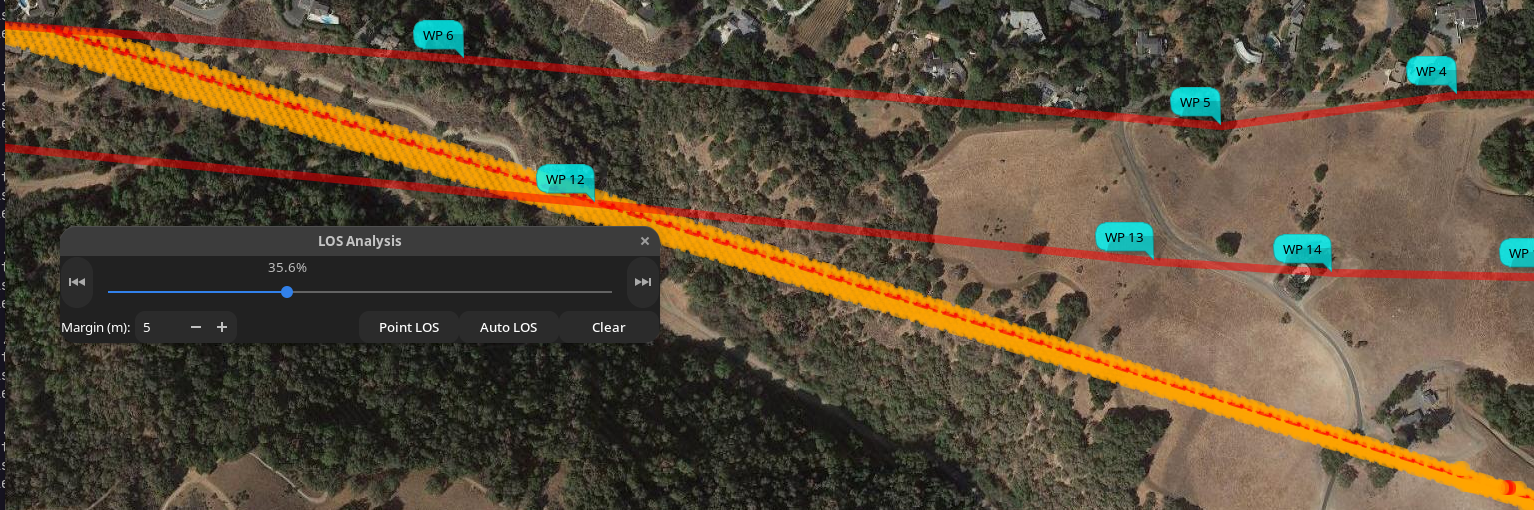 WP 6
WP 4
WP 5
WP 12
WP 13
WP 14
WP
LOS Analysis
35.6%
Margin (m): 5
Point LOS
Auto LOS
Clear